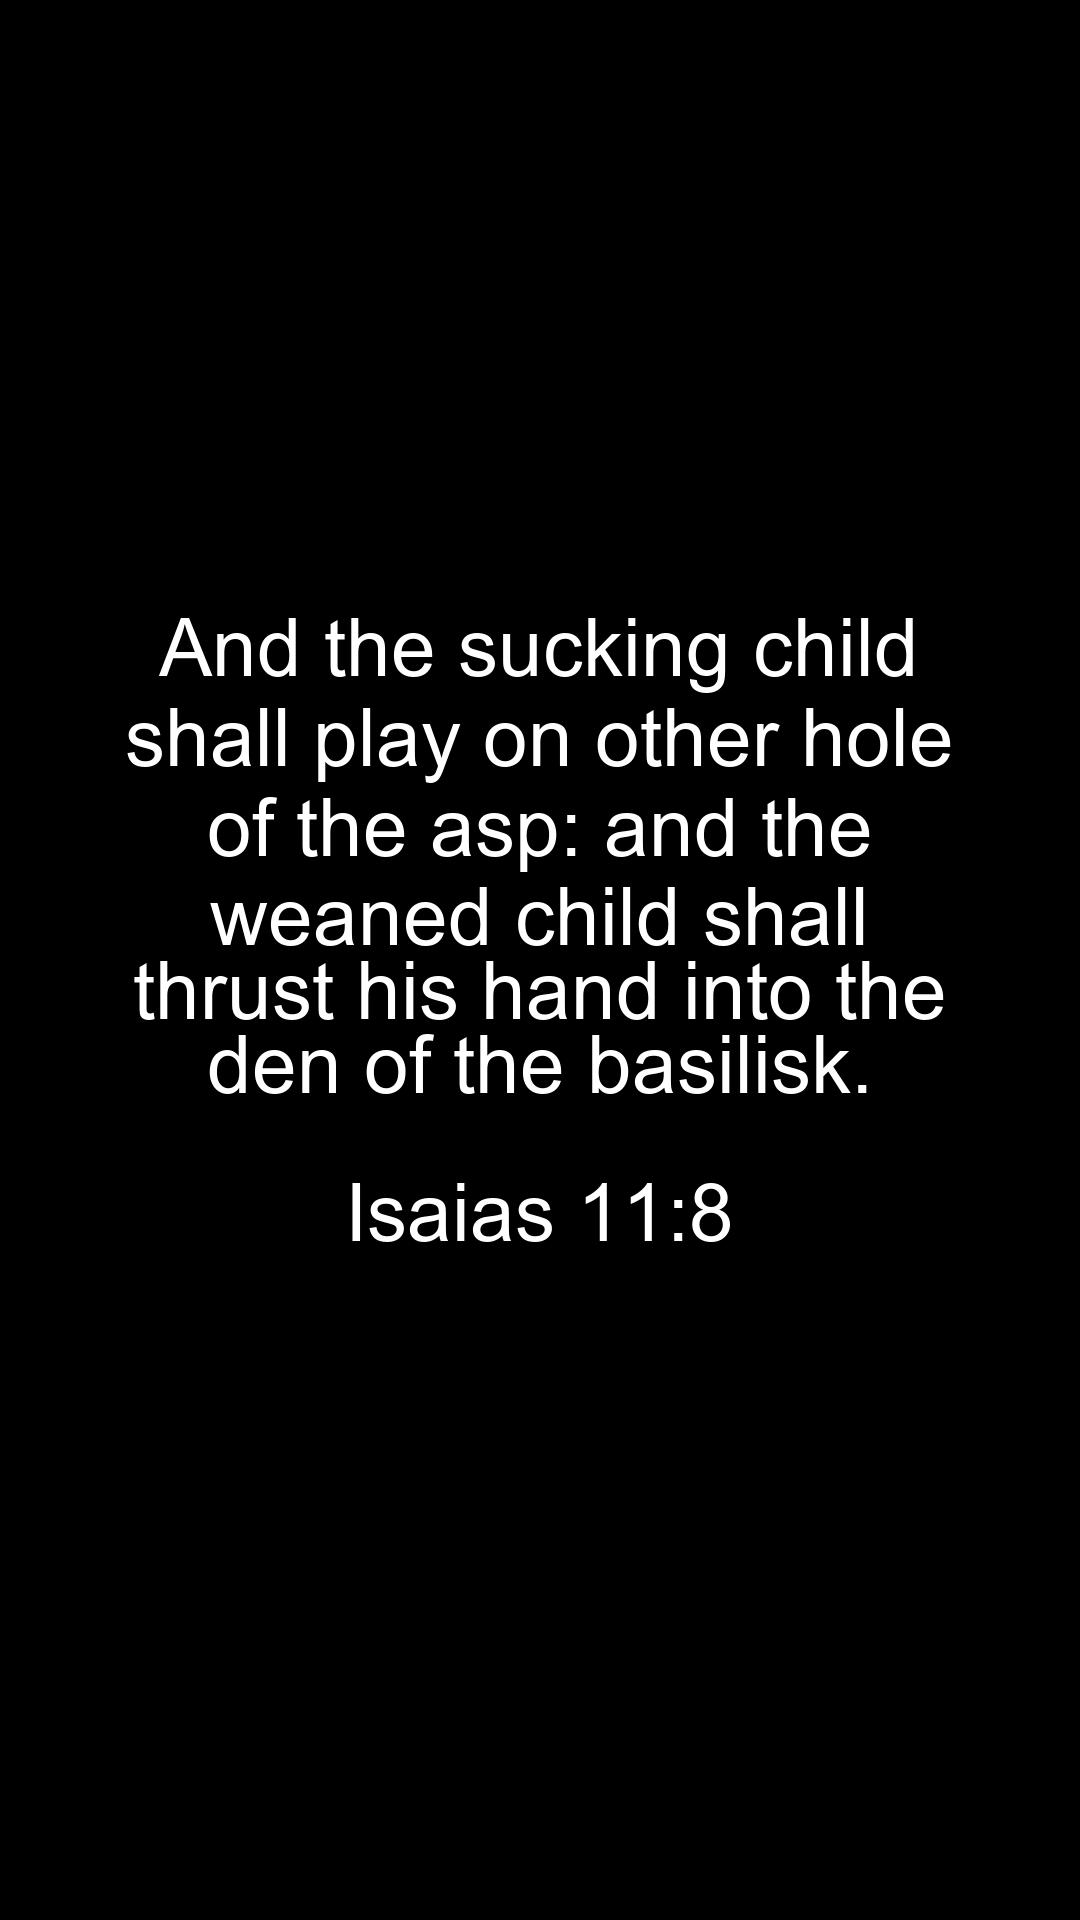 And the sucking child
shall play on other hole
of the asp: and the
weaned child shall
thrust his hand into the
den of the basilisk.
Isaias 11:8